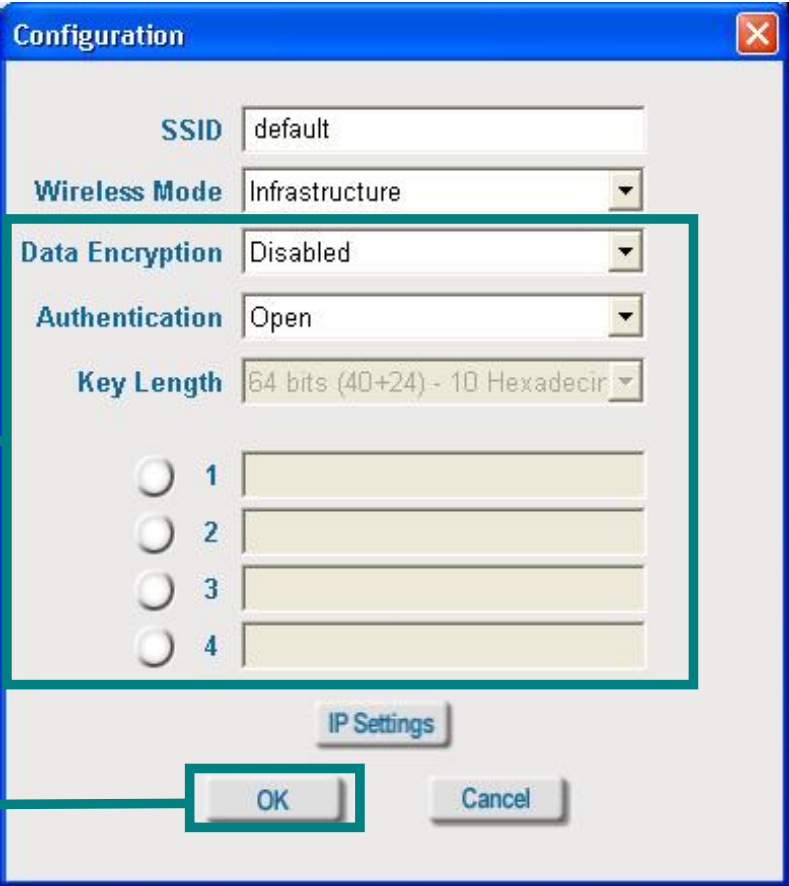 Configuration
SSID default
Wireless Mode Infrastructure
Data Encryption Disabled
Authentication Open
Key Length 64 bits (40+24) - 10 Hexadecir
1
2
3
4
IP Settings
OK Cancel